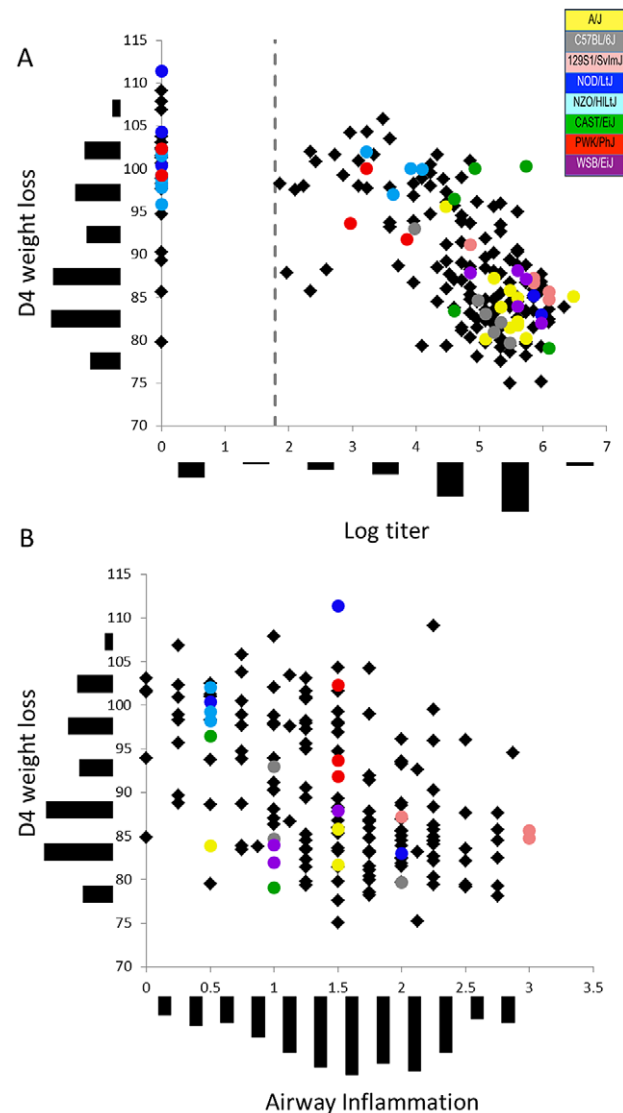 A/J
C57BL/6J
129S1/SvImJ
NOD/LtJ
NZO/HILtJ
CAST/EiJ
PWK/PhJ
WSB/EiJ
A
115
110
105
100
95
90
85
80
75
70
D4 weight loss
0 1 2 3 4 5 6 7
Log titer
B
115
110
105
100
95
90
85
80
75
70
D4 weight loss
0 0.5 1 1.5 2 2.5 3 3.5
Airway Inflammation